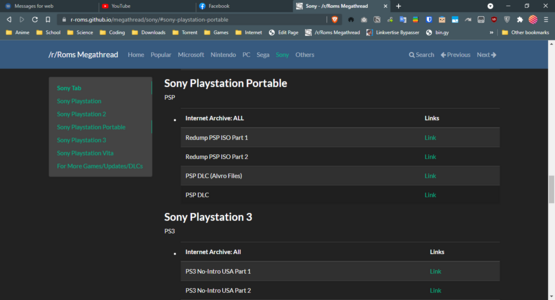 Messages for web
YouTube
Facebook
Sony - /r/Roms Megathread
r-roms.github.io/megathread/sony/#sony-playstation-portable
Anime School Science Coding Downloads Torrent Games Internet Edit Page /r/Roms Megathread Linkvertise Bypasser bin.gy » Other bookmarks
/r/Roms Megathread Home Popular Microsoft Nintendo PC Sega Sony Others Search Previous Next
Sony Tab
Sony Playstation
Sony Playstation 2
Sony Playstation Portable
Sony Playstation 3
Sony Playstation Vita
For More Games/Updates/DLCs
Sony Playstation Portable
PSP
Internet Archive: ALL Links
Redump PSP ISO Part 1 Link
Redump PSP ISO Part 2 Link
PSP DLC (Aivro Files) Link
PSP DLC Link
Sony Playstation 3
PS3
Internet Archive: All Links
PS3 No-Intro USA Part 1 Link
PS3 No-Intro USA Part 2 Link